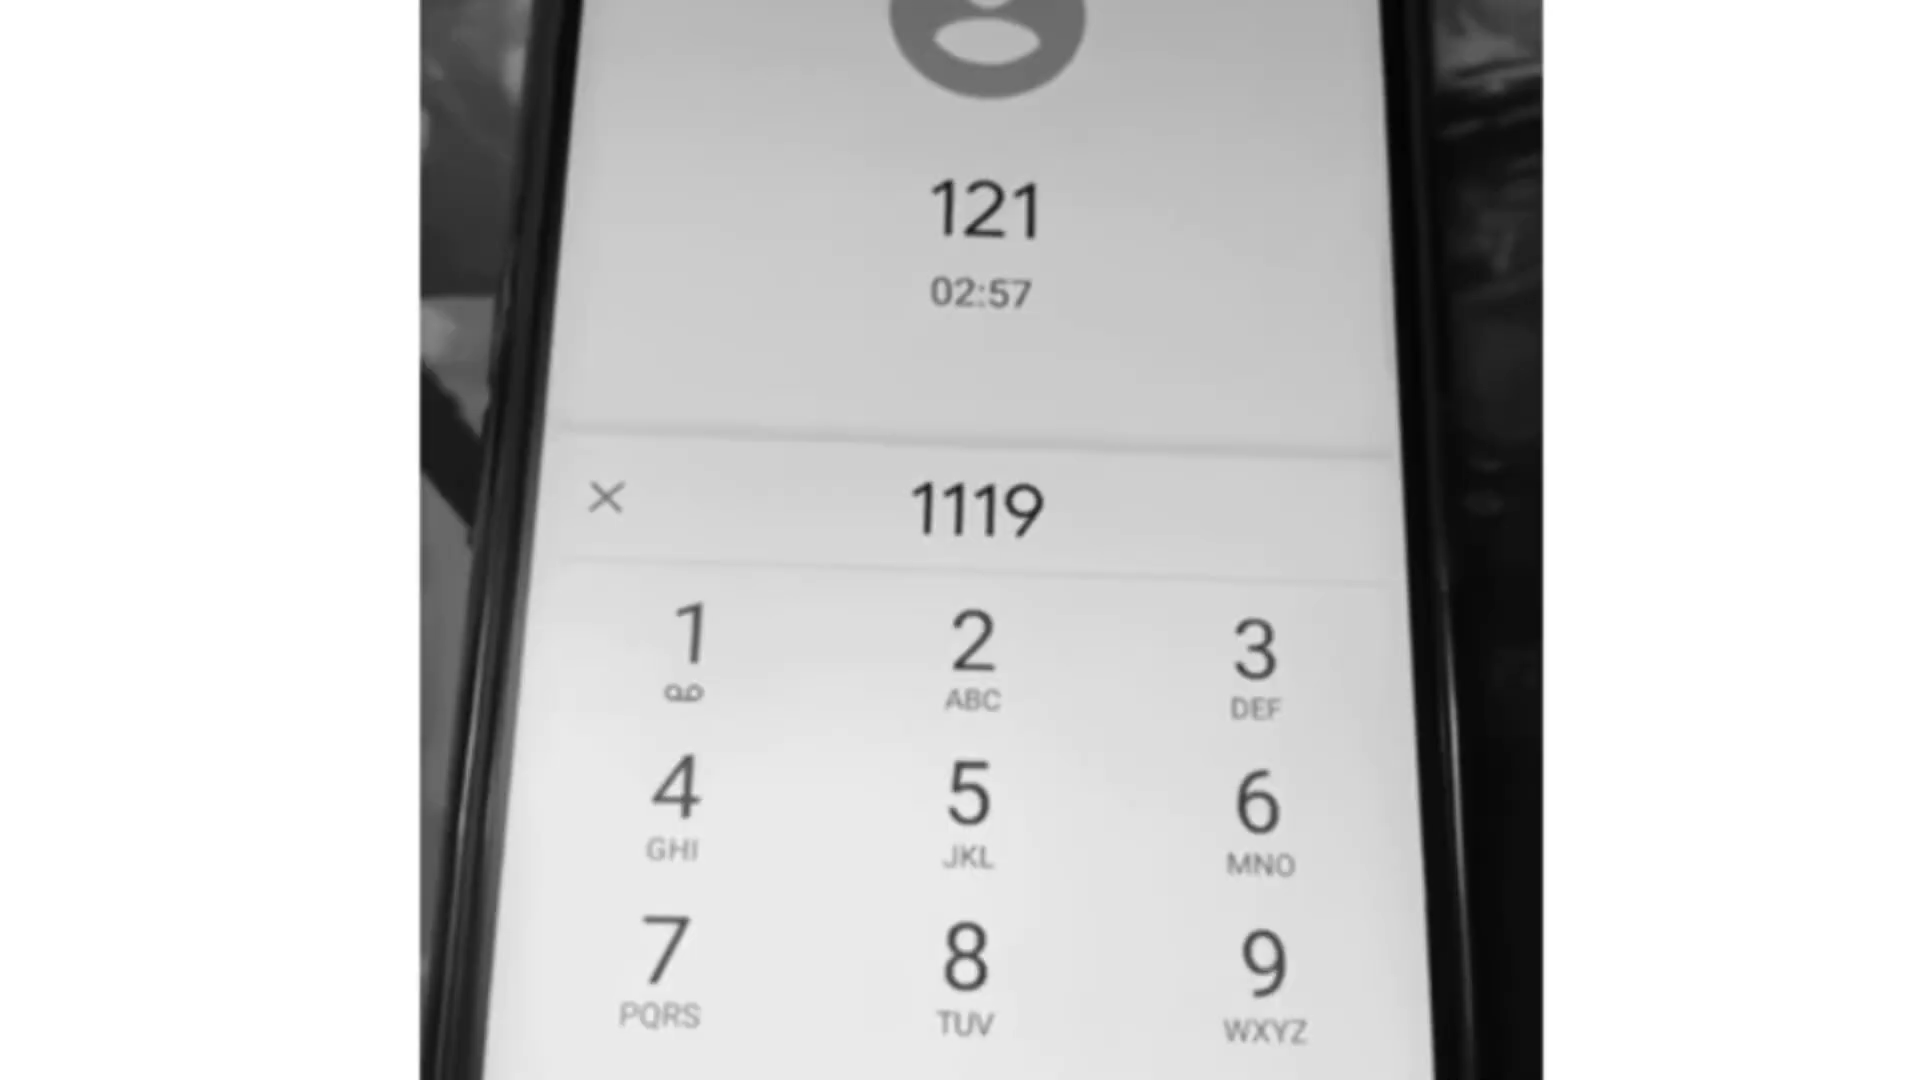 121
02:57
× 1119
1 2 3
ABC DEF
4 5 6
GHI JKL MNO
7 8 9
PQRS TUV WXYZ